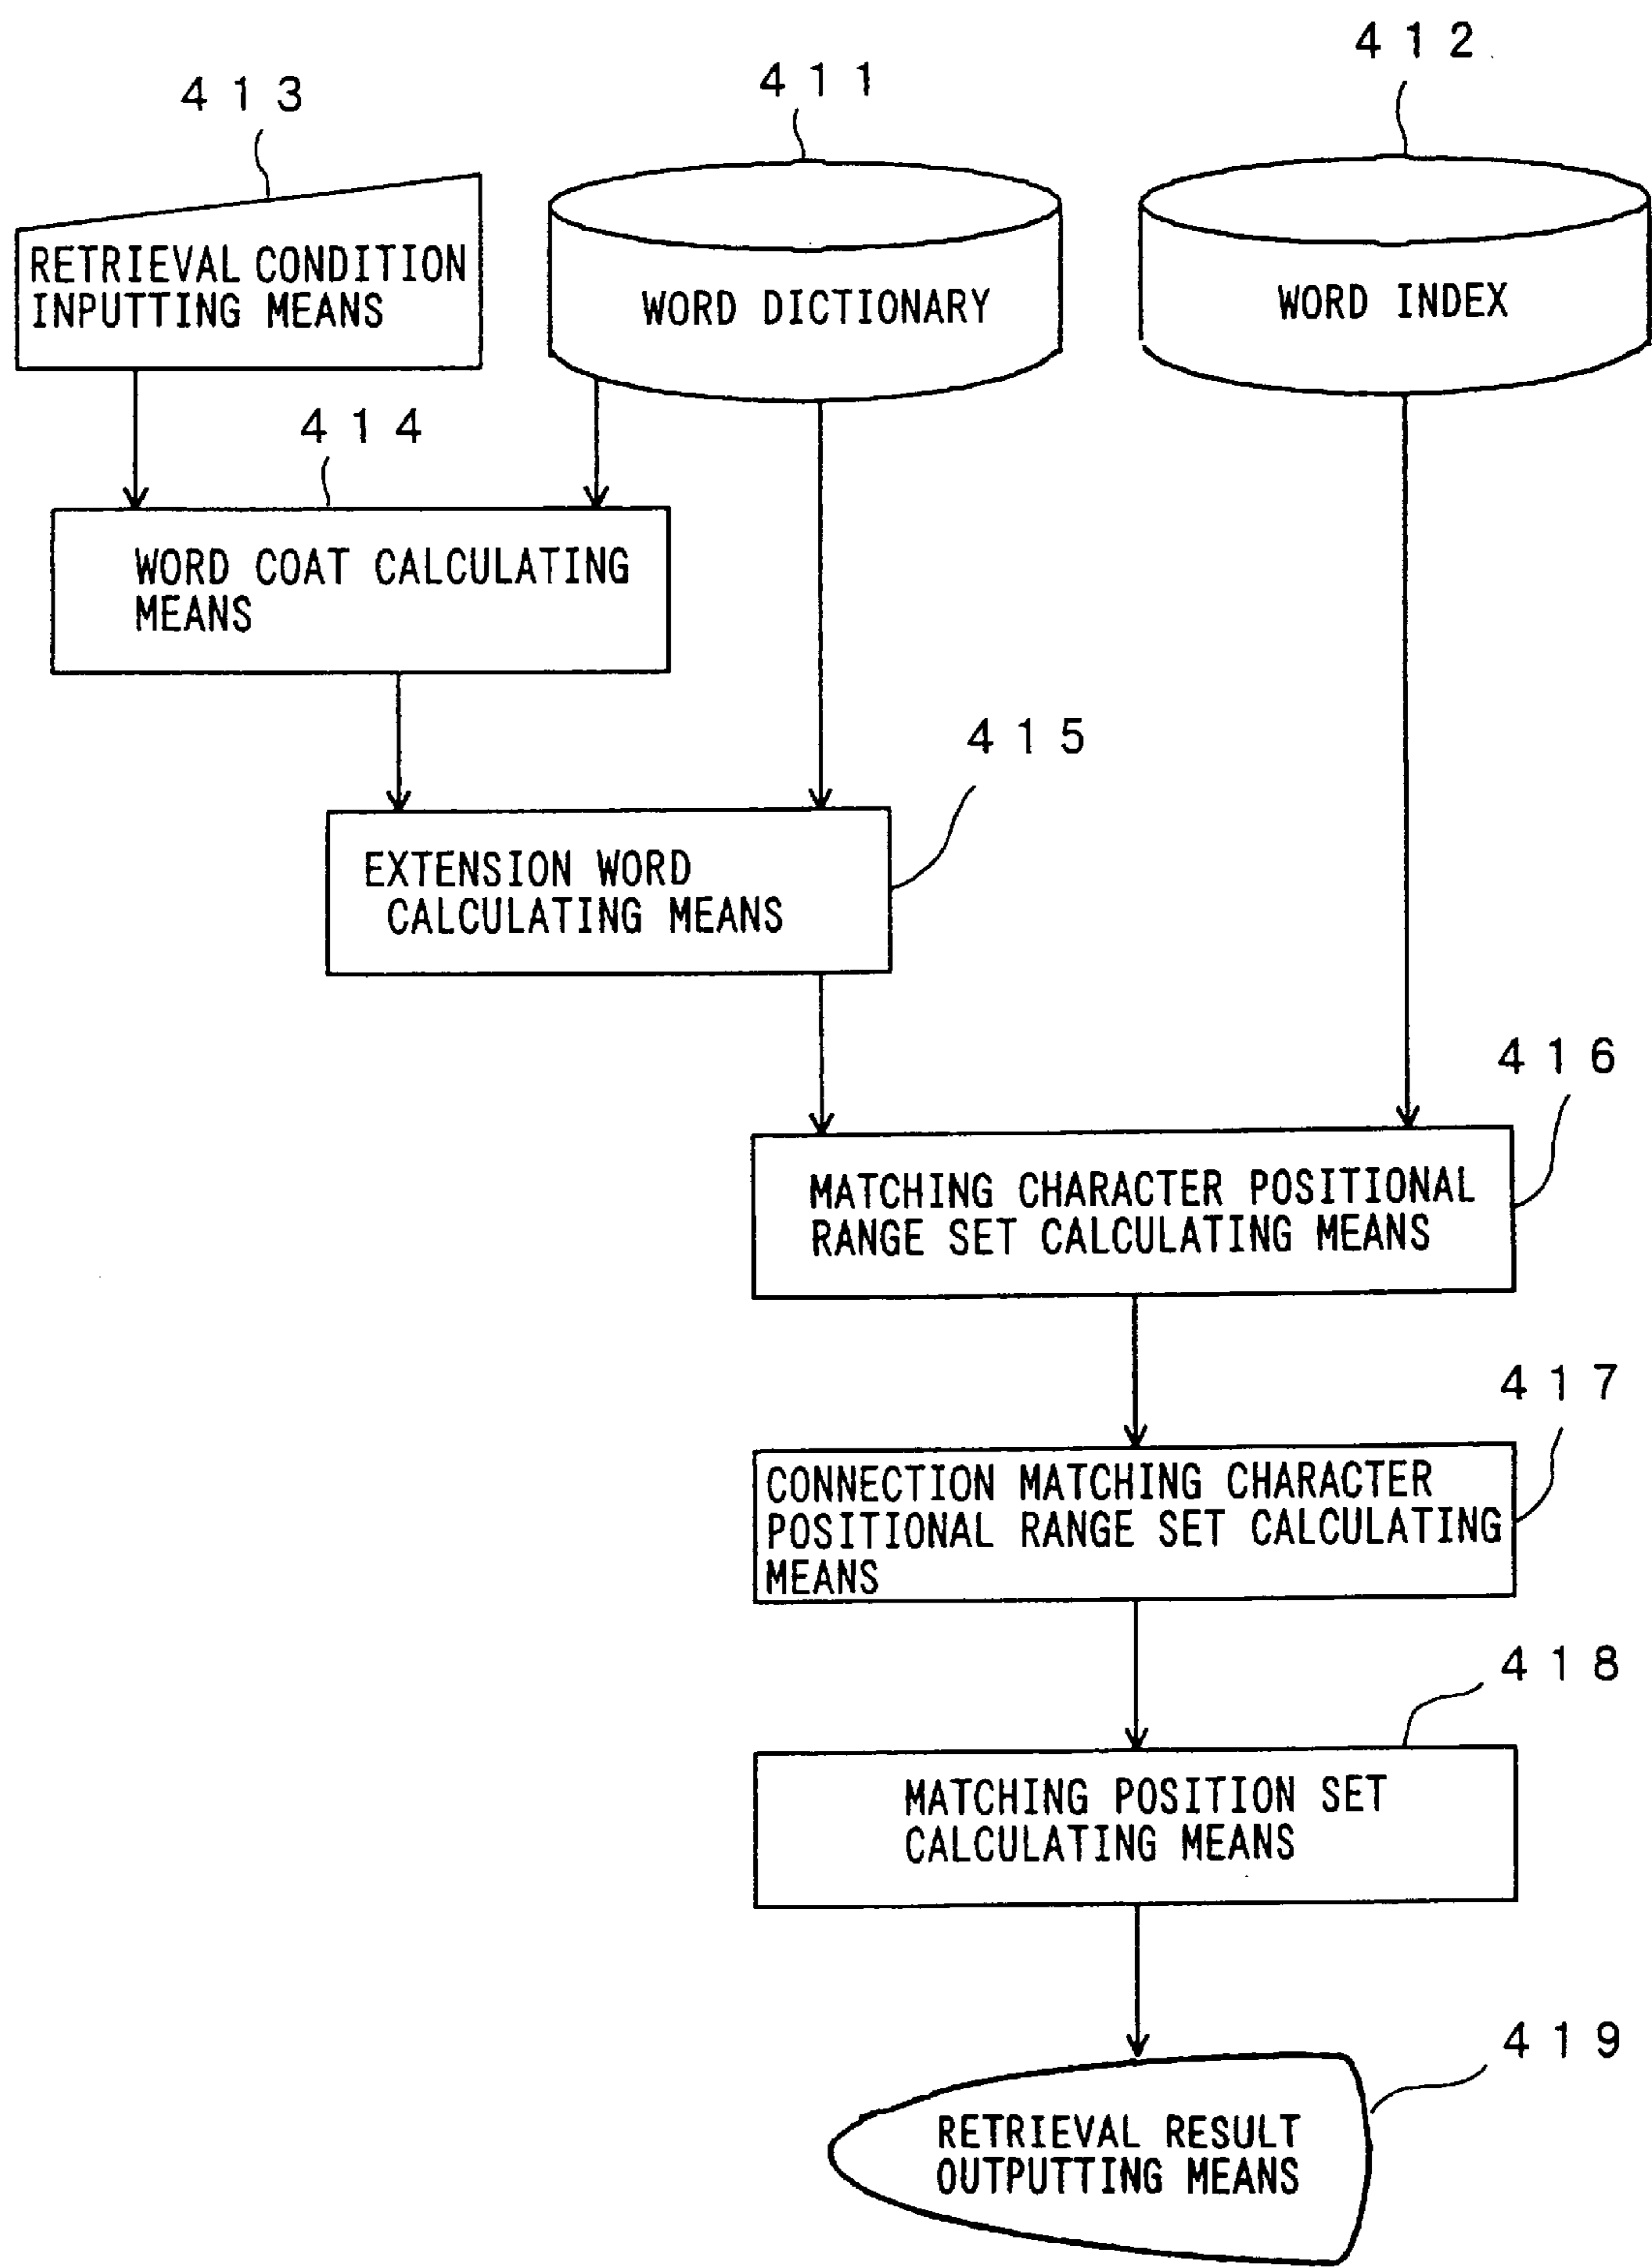 412
411
413
RETRIEVAL CONDITION
INPUTTING MEANS
WORD DICTIONARY
WORD INDEX
414
WORD COAT CALCULATING
MEANS
415
EXTENSION WORD
CALCULATING MEANS
416
MATCHING CHARACTER POSITIONAL
RANGE SET CALCULATING MEANS
417
CONNECTION MATCHING CHARACTER
POSITIONAL RANGE SET CALCULATING
MEANS
418
MATCHING POSITION SET
CALCULATING MEANS
419
RETRIEVAL RESULT
OUTPUTTING MEANS